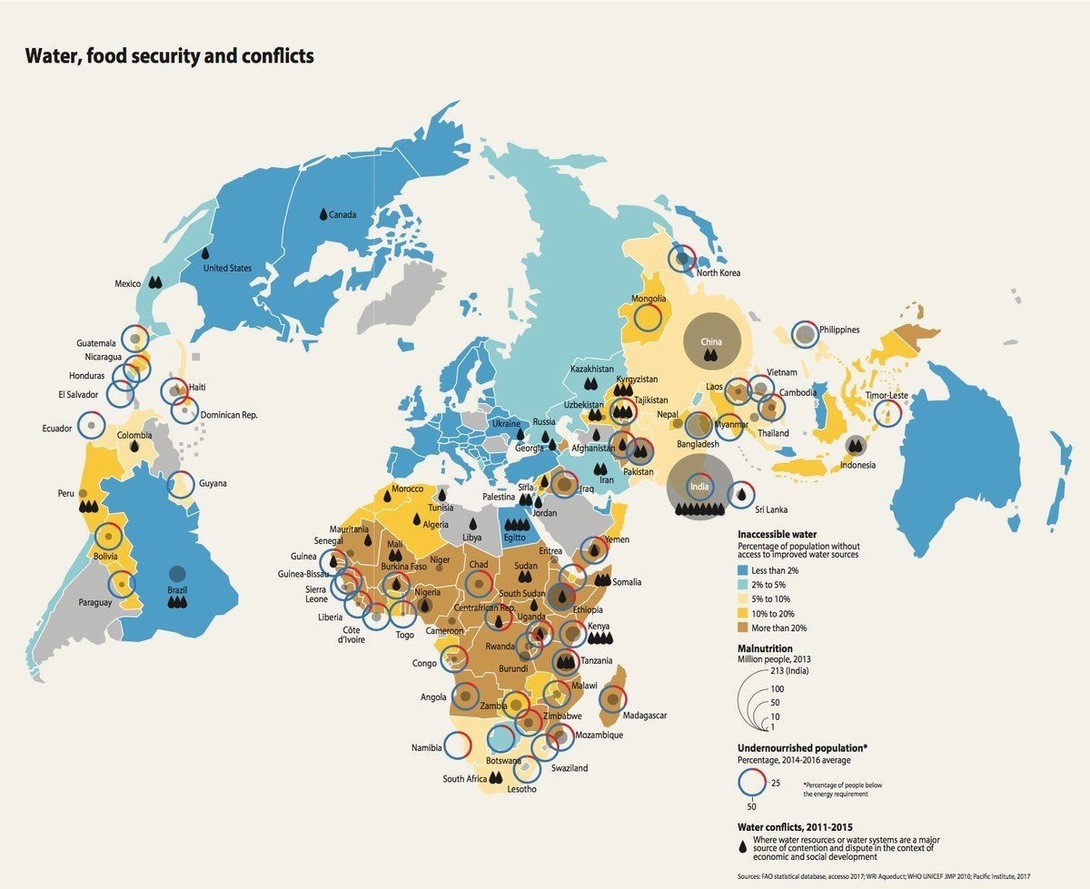 Water, food security and conflicts
Canada
United States
Mexico
Guatemala
Nicaragua
Honduras
El Salvador
Haiti
Dominican Rep.
Ecuador
Colombia
Guyana
Peru
Bolivia
Paraguay
Brazil
North Korea
Mongolia
China
Philippines
Kazakhstan
Kyrgyzistan
Uzbekistan
Tajikistan
Laos
Vietnam
Cambodia
Timor-Leste
Nepal
Myanmar
Thailand
Bangladesh
Ukraine
Russia
Georgia
Afghanistan
Pakistan
Iran
Indonesia
India
Sri Lanka
Siria
Iraq
Palestina
Jordan
Morocco
Tunisia
Algeria
Libya
Egitto
Mauritania
Senegal
Mali
Guinea
Burkina Faso
Niger
Chad
Sudan
Eritrea
Yemen
Guinea-Bissau
Sierra
Leone
Nigeria
South Sudan
Somalia
Ethiopia
Liberia
Côte
d'Ivoire
Togo
Cameroon
Centrafrican Rep.
Uganda
Kenya
Rwanda
Burundi
Tanzania
Congo
Angola
Zambia
Malawi
Zimbabwe
Madagascar
Mozambique
Namibia
Botswana
Swaziland
South Africa
Lesotho
Inaccessible water
Percentage of population without
access to improved water sources
Less than 2%
2% to 5%
5% to 10%
10% to 20%
More than 20%
Malnutrition
Million people, 2013
213 (India)
100
50
10
1
Undernourished population*
Percentage, 2014-2016 average
25
50
*Percentage of people below
the energy requirement
Water conflicts, 2011-2015
Where water resources or water systems are a major
source of contention and dispute in the context of
economic and social development
Sources: FAO statistical database, accesso 2017; WRI Aqueduct; WHO UNICEF JMP 2010; Pacific Institute, 2017